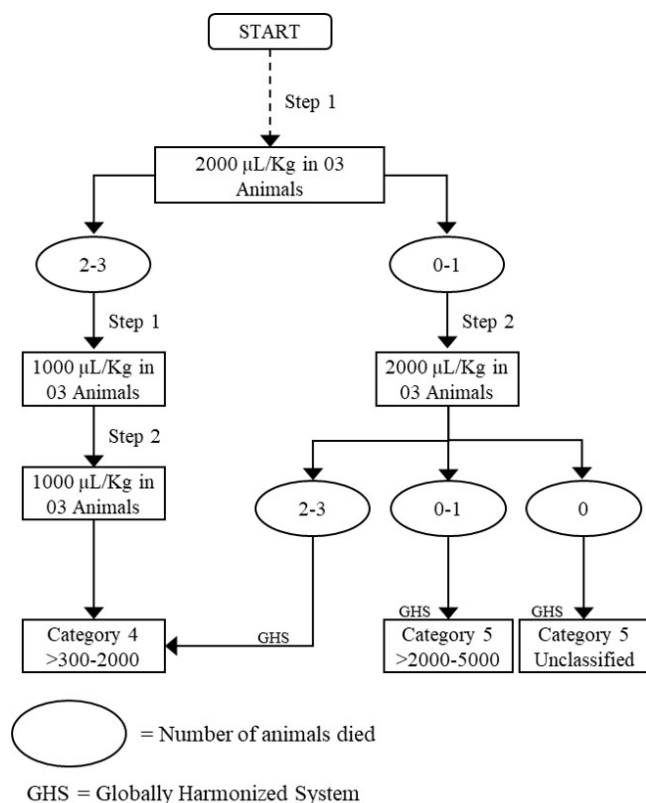 START
Step 1
2000 µL/Kg in 03
Animals
2-3
0-1
Step 1
Step 2
1000 µL/Kg in
03 Animals
2000 µL/Kg in
03 Animals
Step 2
1000 µL/Kg in
03 Animals
2-3
0-1
0
GHS
GHS
GHS
Category 4
>300-2000
Category 5
>2000-5000
Category 5
Unclassified
= Number of animals died
GHS = Globally Harmonized System